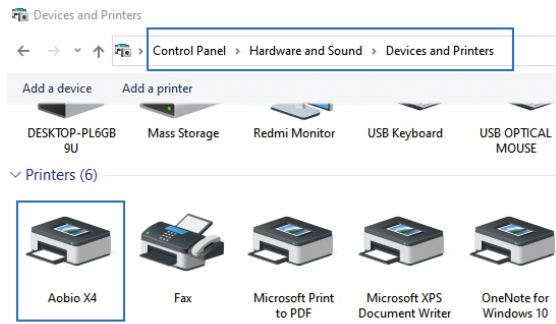 Devices and Printers
Control Panel > Hardware and Sound > Devices and Printers
Add a device Add a printer
DESKTOP-PL6GB9U Mass Storage Redmi Monitor USB Keyboard USB OPTICAL MOUSE
Printers (6)
Aobio X4 Fax Microsoft Print to PDF Microsoft XPS Document Writer OneNote for Windows 10